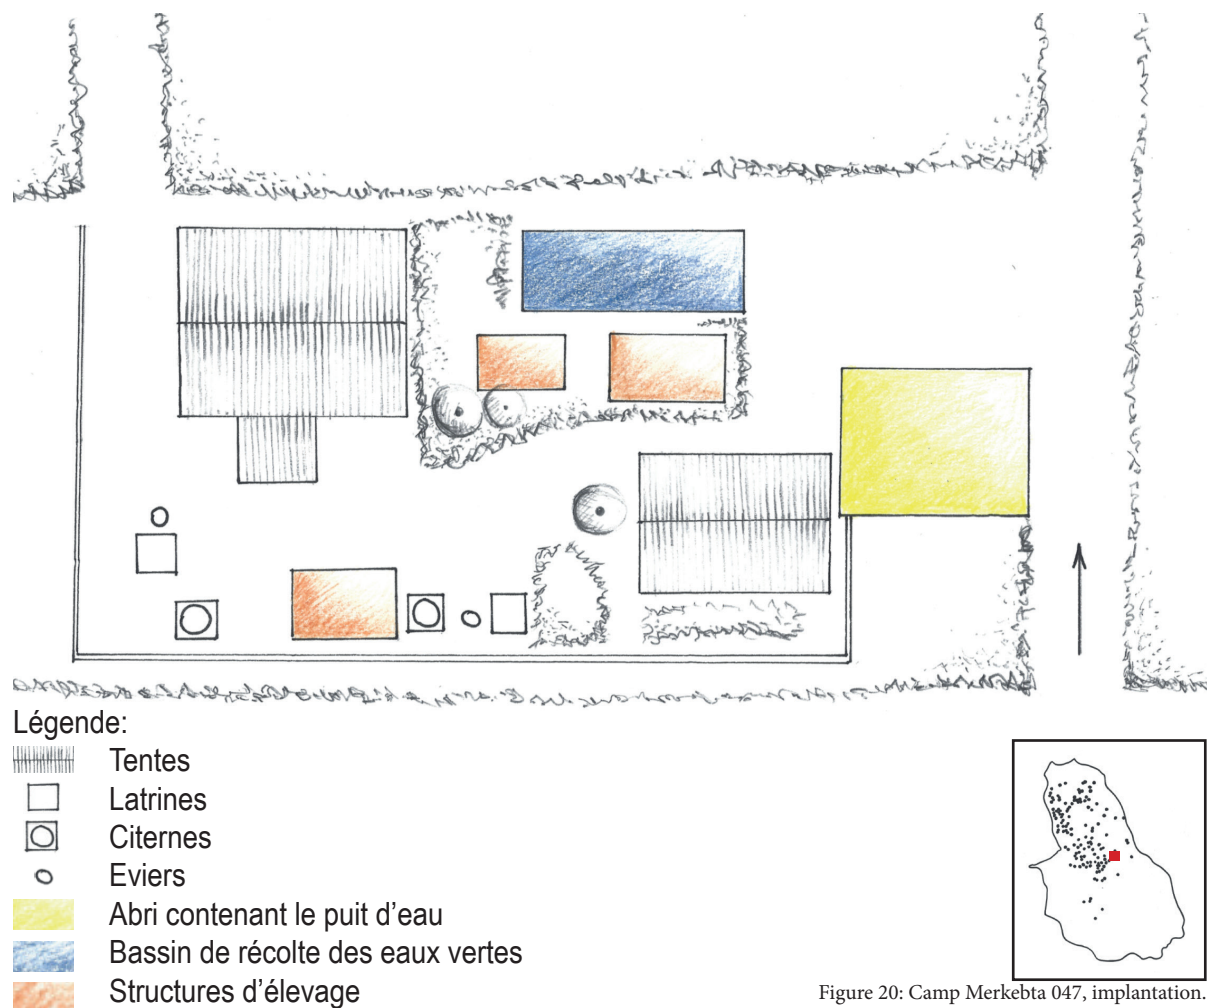 Légende:
Tentes
Latrines
Citernes
Eviers
Abri contenant le puit d’eau
Bassin de récolte des eaux vertes
Structures d’élevage
Figure 20: Camp Merkebta 047, implantation.